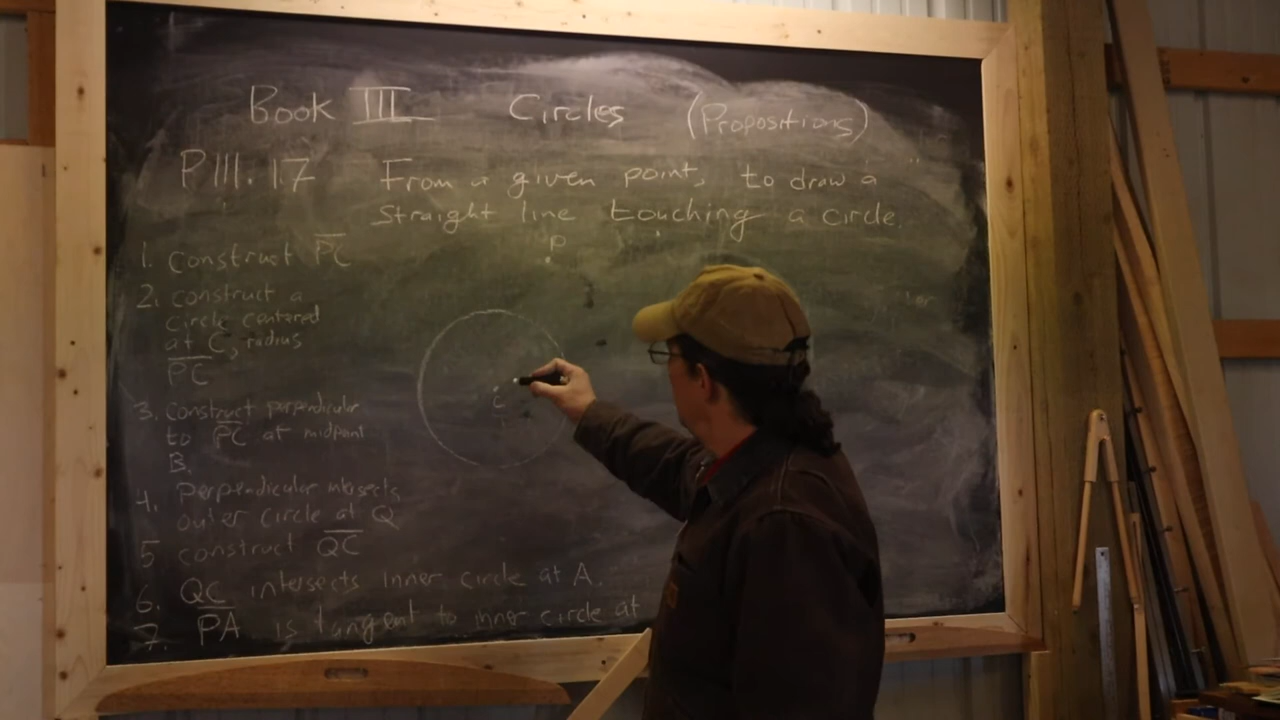 Book III Circles (Propositions)
P III. 17 From a given point, to draw a
straight line touching a circle.
P
C
1. Construct PC
2. construct a
circle centered
at C, radius
PC
3. Construct perpendicular
to PC at midpoint
B.
4. Perpendicular intersects
outer circle at Q
5 construct QC
6. QC intersects inner circle at A.
7. PA is tangent to inner circle at